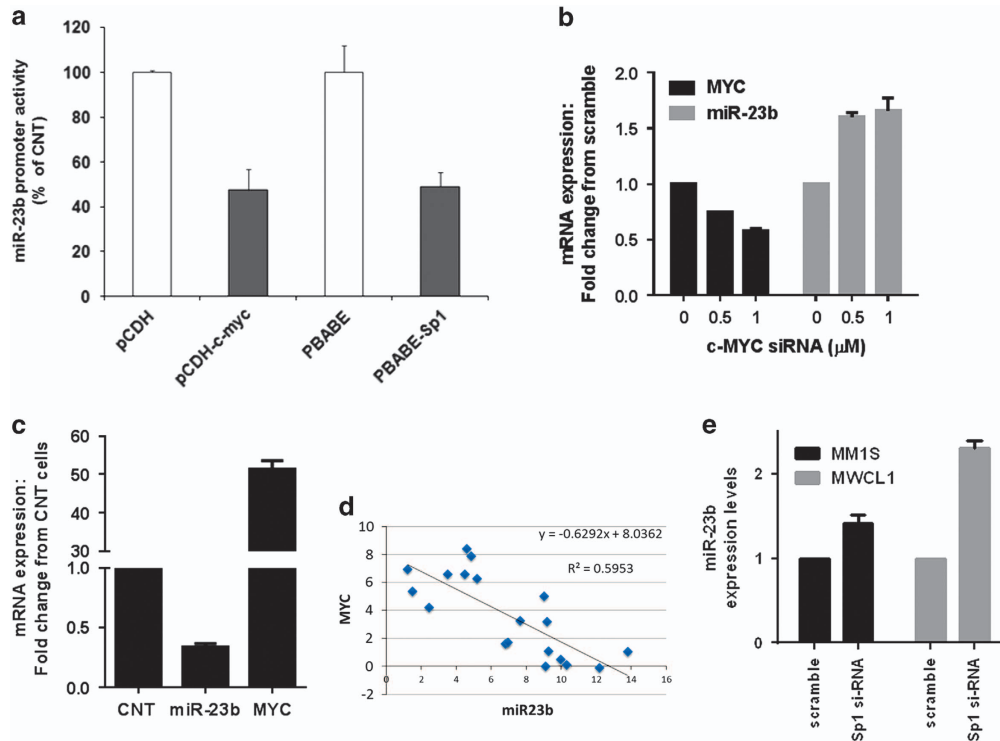 a
miR-23b promoter activity
(% of CNT)
120
100
80
60
40
20
0
pCDH
pCDH-c-myc
PBABE
PBABE-Sp1
b
mRNA expression:
Fold change from scramble
2.0
1.5
1.0
0.5
0.0
MYC
miR-23b
0 0.5 1 0 0.5 1
c-MYC siRNA (μM)
c
mRNA expression:
Fold change from CNT cells
60
50
40
30
1.0
0.5
0.0
CNT miR-23b MYC
d
MYC
10
8
6
4
2
0
-2
y = -0.6292x + 8.0362
R² = 0.5953
0 2 4 6 8 10 12 14 16
miR23b
e
miR-23b
expression levels
2
1
0
MM1S
MWCL1
scramble
Sp1 si-RNA
scramble
Sp1 si-RNA